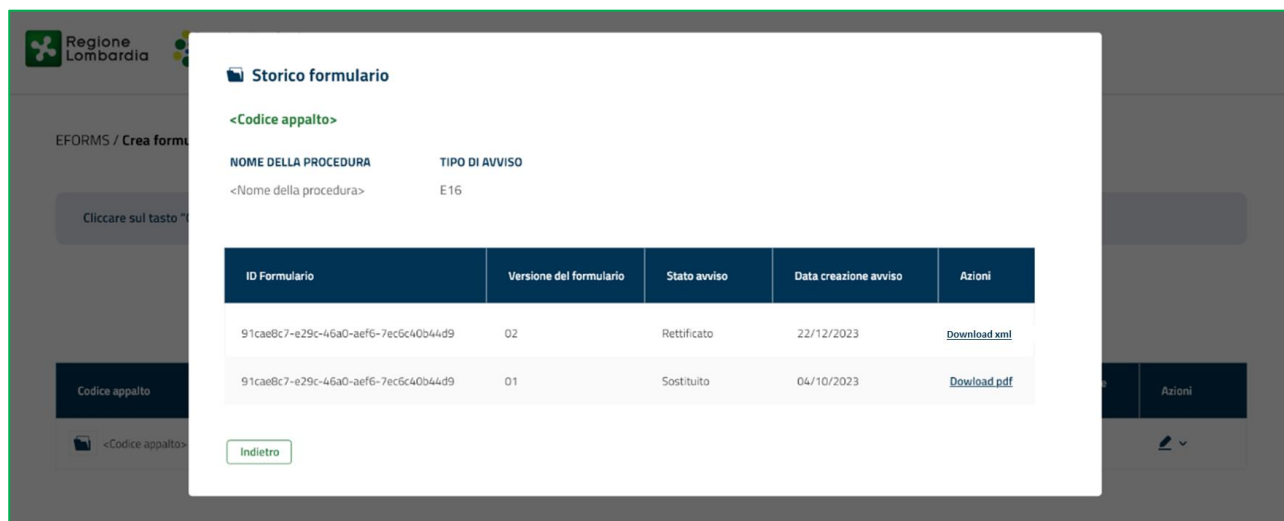 Regione
Lombardia
Storico formulario
<Codice appalto>
EFORMS / Crea formu
NOME DELLA PROCEDURA TIPO DI AVVISO
<Nome della procedura> E16
Cliccare sul tasto "
ID Formulario Versione del formulario Stato avviso Data creazione avviso Azioni
91cae8c7-e29c-46a0-aef6-7ec6c40b44d9 02 Rettificato 22/12/2023 Download xml
91cae8c7-e29c-46a0-aef6-7ec6c40b44d9 01 Sostituito 04/10/2023 Dowload pdf
Codice appalto Azioni
<Codice appalto>
Indietro